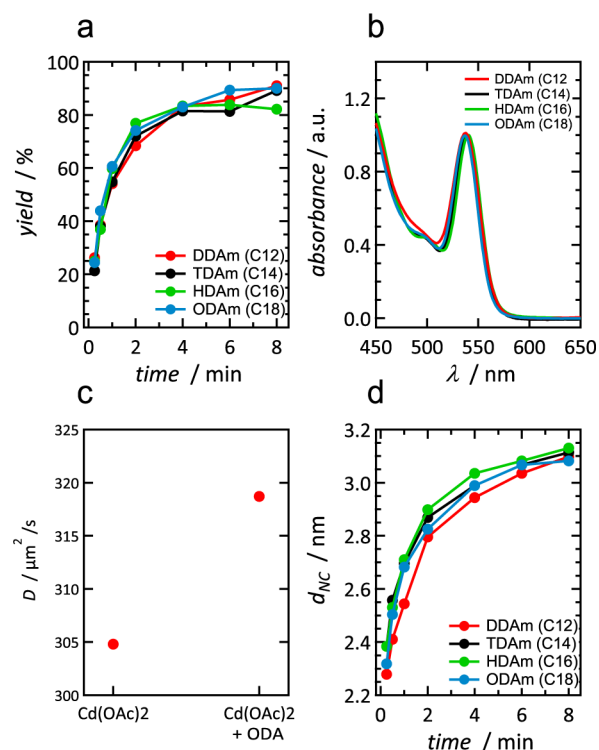 a
100
80
60
40
20
0
yield / %
0
2
4
6
8
time / min
DDAm (C12)
TDAm (C14)
HDAm (C16)
ODAm (C18)
b
1.2
0.8
0.4
0.0
absorbance / a.u.
450
500
550
600
650
λ / nm
DDAm (C12
TDAm (C14)
HDAm (C16)
ODAm (C18)
c
325
320
315
310
305
300
D / μm²/s
Cd(OAc)2
Cd(OAc)2
+ ODA
d
3.2
3.0
2.8
2.6
2.4
2.2
d_NC / nm
0
2
4
6
8
time / min
DDAm (C12)
TDAm (C14)
HDAm (C16)
ODAm (C18)